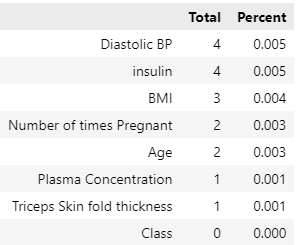 Total Percent
Diastolic BP 4 0.005
insulin 4 0.005
BMI 3 0.004
Number of times Pregnant 2 0.003
Age 2 0.003
Plasma Concentration 1 0.001
Triceps Skin fold thickness 1 0.001
Class 0 0.000